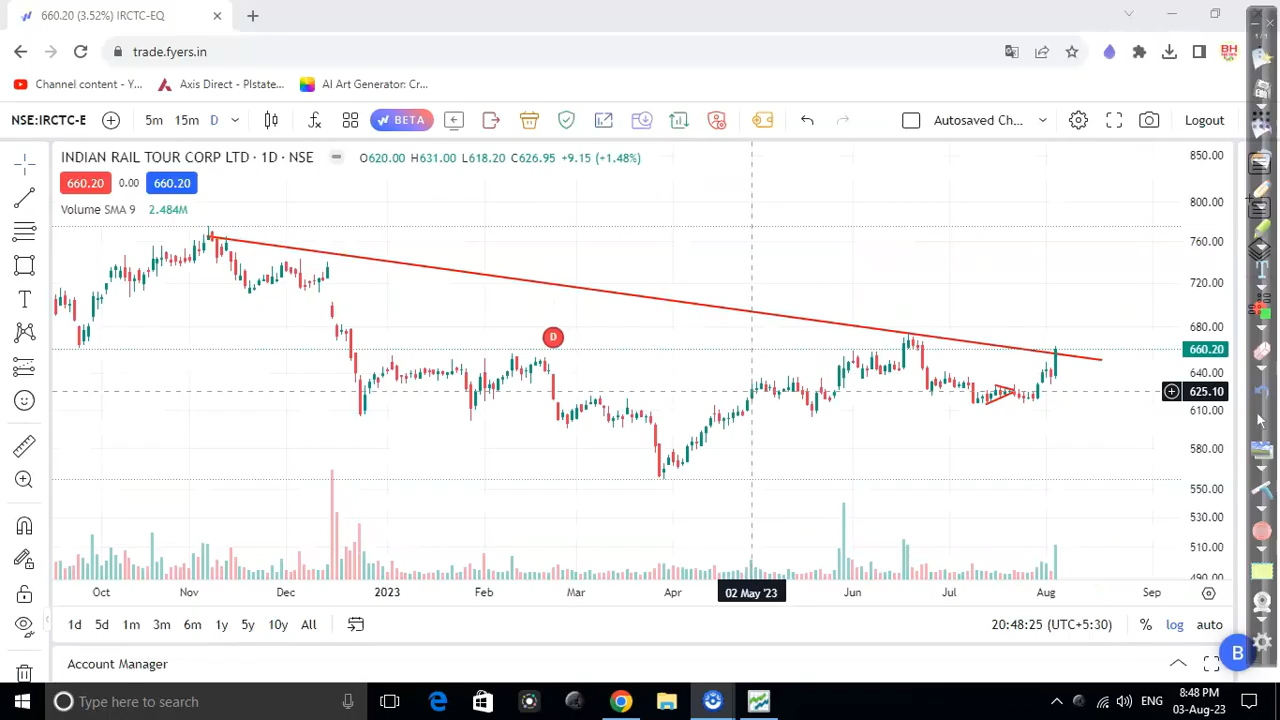 660.20 (3.52%) IRCTC-EQ
trade.fyers.in
Channel content - Y...
Axis Direct - PIstate...
AI Art Generator: Cr...
NSE:IRCTC-E
5m 15m D
BETA
Autosaved Ch...
Logout
INDIAN RAIL TOUR CORP LTD · 1D · NSE
O620.00 H631.00 L618.20 C626.95 +9.15 (+1.48%)
660.20 0.00 660.20
Volume SMA 9 2.484M
D
850.00
800.00
760.00
720.00
680.00
660.20
640.00
625.10
610.00
580.00
550.00
530.00
510.00
490.00
Oct Nov Dec 2023 Feb Mar Apr 02 May '23 Jun Jul Aug Sep
1d 5d 1m 3m 6m 1y 5y 10y All
20:48:25 (UTC+5:30) % log auto
B
Account Manager
Type here to search
ENG
8:48 PM
03-Aug-23